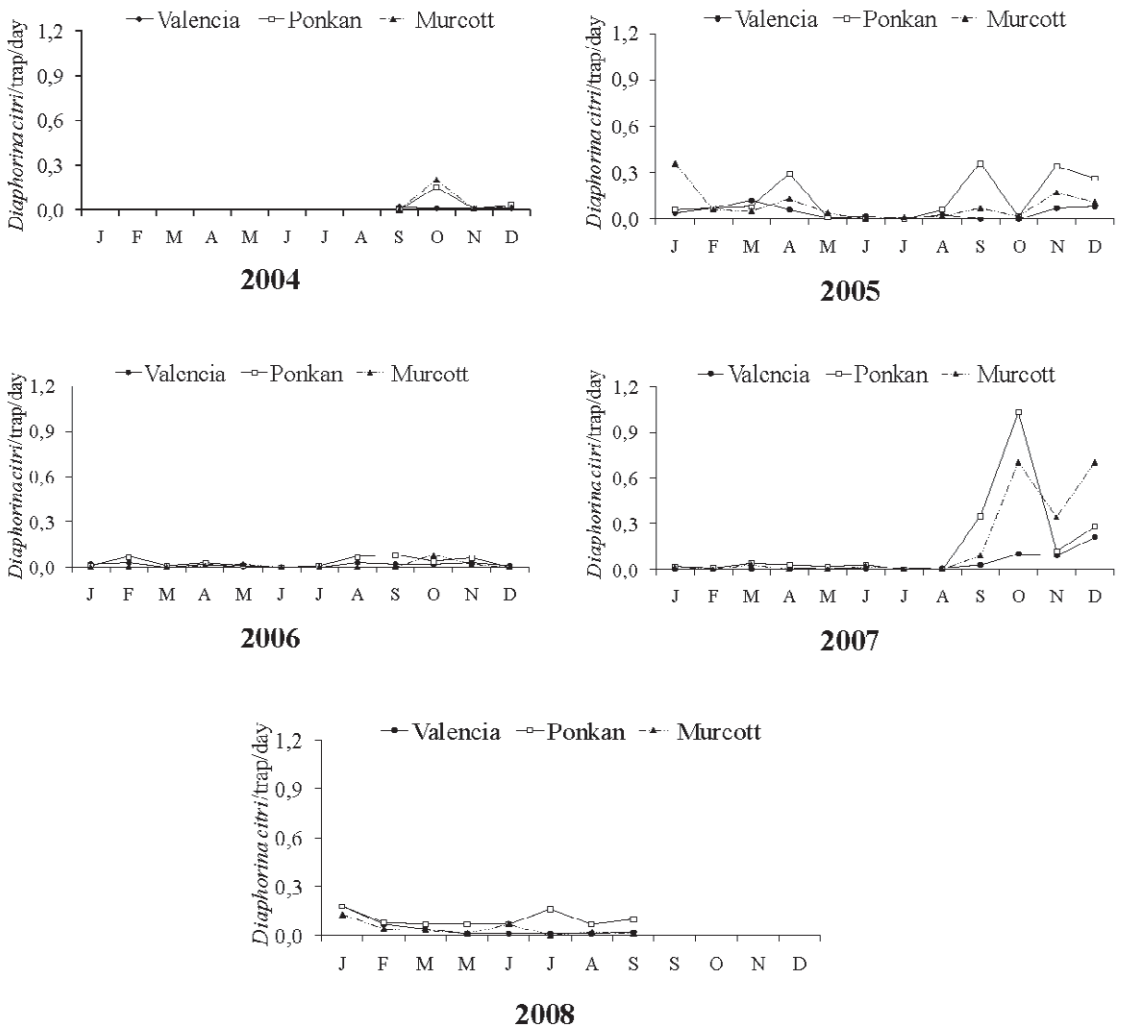 Valencia Ponkan Murcott
Diaphorina citri/trap/day
1,2
0,9
0,6
0,3
0,0
J F M A M J J A S O N D
2004
Valencia Ponkan Murcott
Diaphorina citri/trap/day
1,2
0,9
0,6
0,3
0,0
J F M A M J J A S O N D
2005
Valencia Ponkan Murcott
Diaphorina citri/trap/day
1,2
0,9
0,6
0,3
0,0
J F M A M J J A S O N D
2006
Valencia Ponkan Murcott
Diaphorina citri/trap/day
1,2
0,9
0,6
0,3
0,0
J F M A M J J A S O N D
2007
Valencia Ponkan Murcott
Diaphorina citri/trap/day
1,2
0,9
0,6
0,3
0,0
J F M M J J A S S O N D
2008